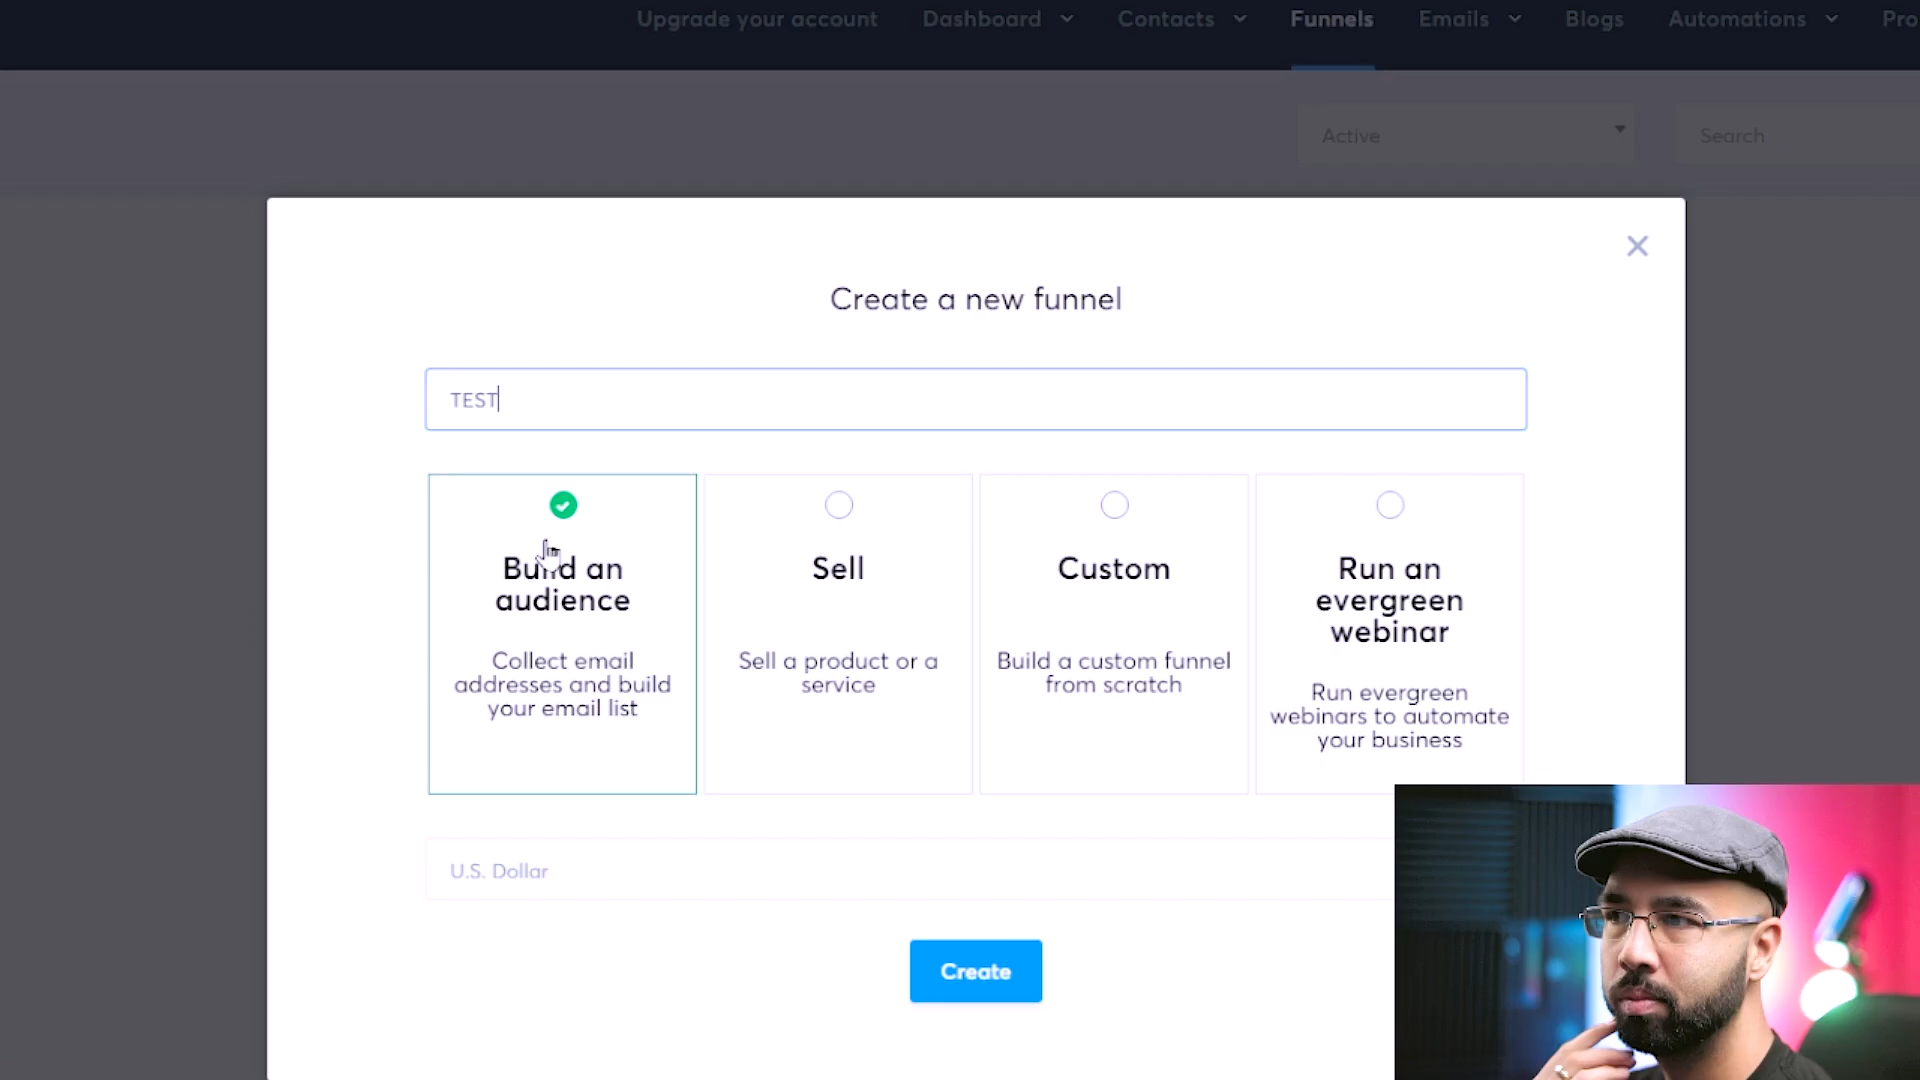 Upgrade your account Dashboard Contacts Funnels Emails Blogs Automations Pro
Active Search
Create a new funnel
TEST
Build an
audience
Collect email
addresses and build
your email list
Sell
Sell a product or a
service
Custom
Build a custom funnel
from scratch
Run an
evergreen
webinar
Run evergreen
webinars to automate
your business
U.S. Dollar
Create